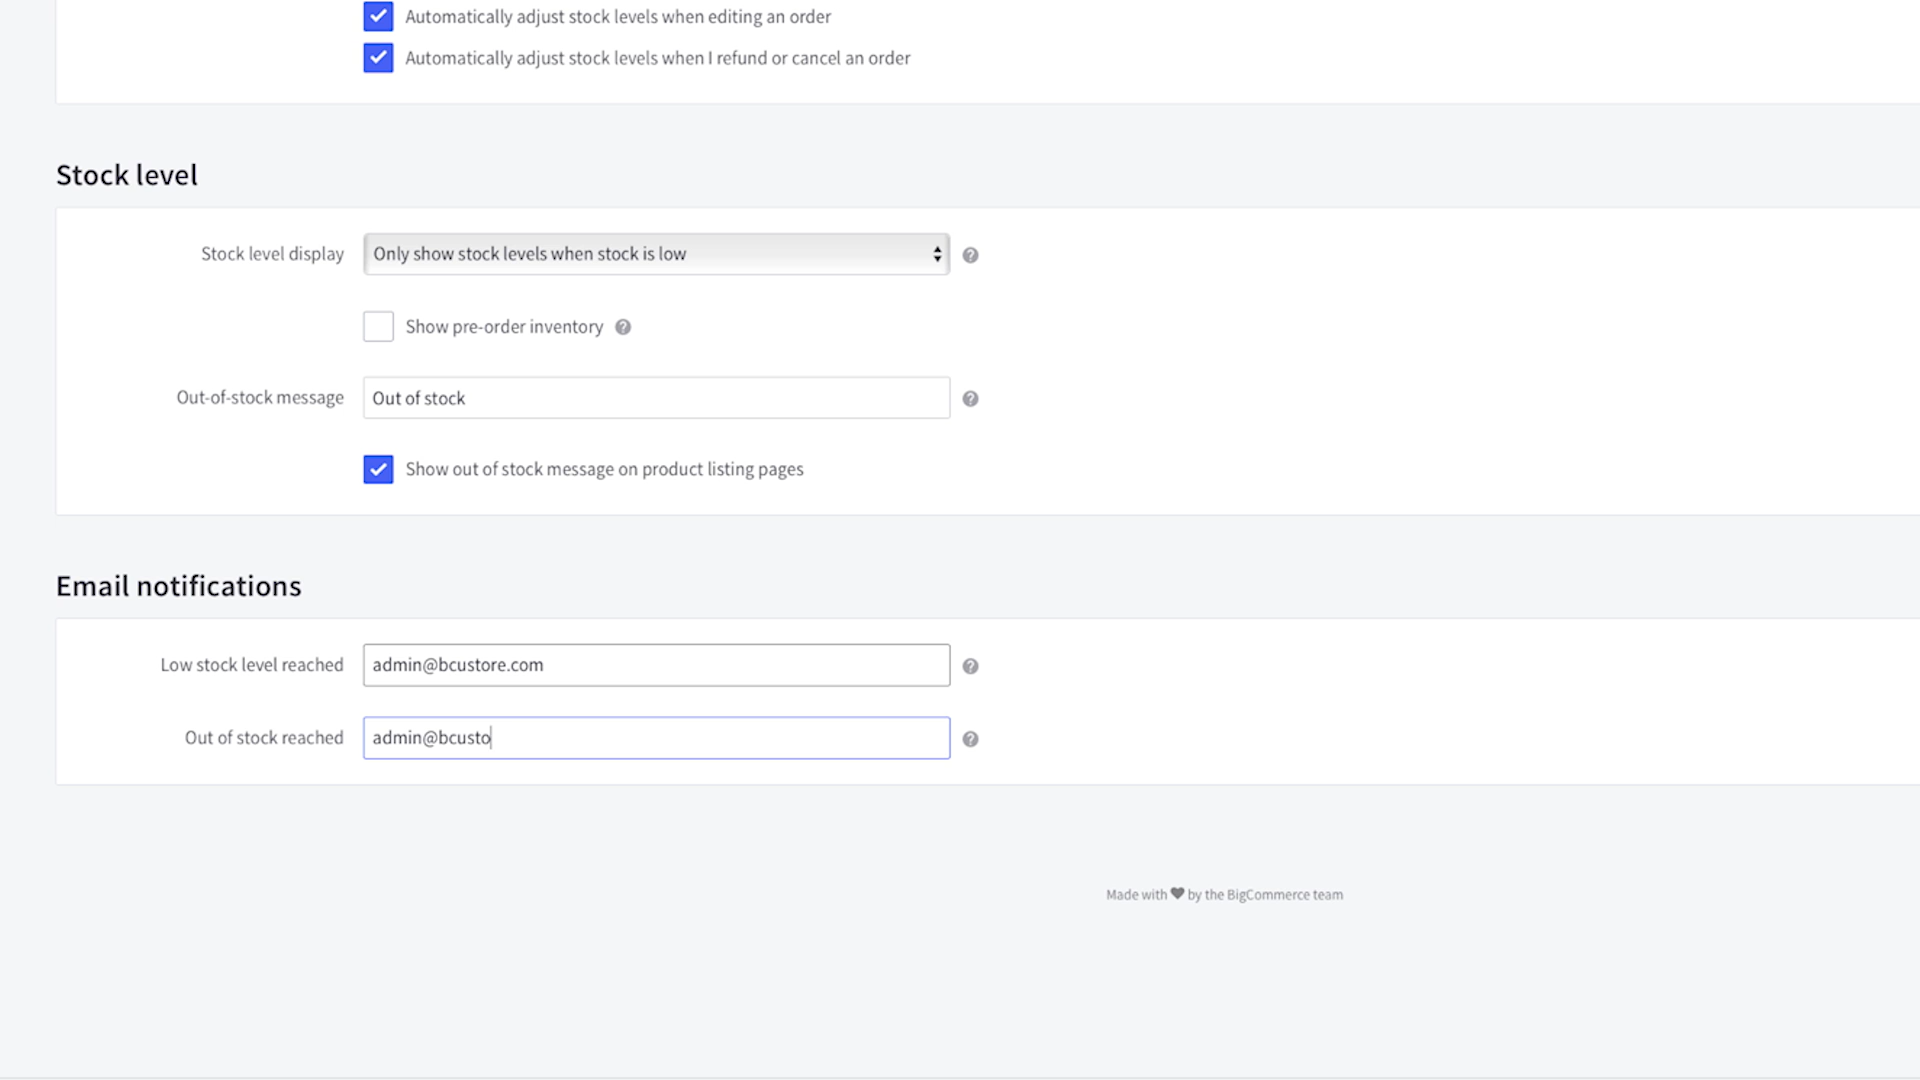 Automatically adjust stock levels when editing an order
Automatically adjust stock levels when I refund or cancel an order
Stock level
Stock level display Only show stock levels when stock is low ?
Show pre-order inventory ?
Out-of-stock message Out of stock ?
Show out of stock message on product listing pages
Email notifications
Low stock level reached admin@bcustore.com ?
Out of stock reached admin@bcusto ?
Made with ♥ by the BigCommerce team